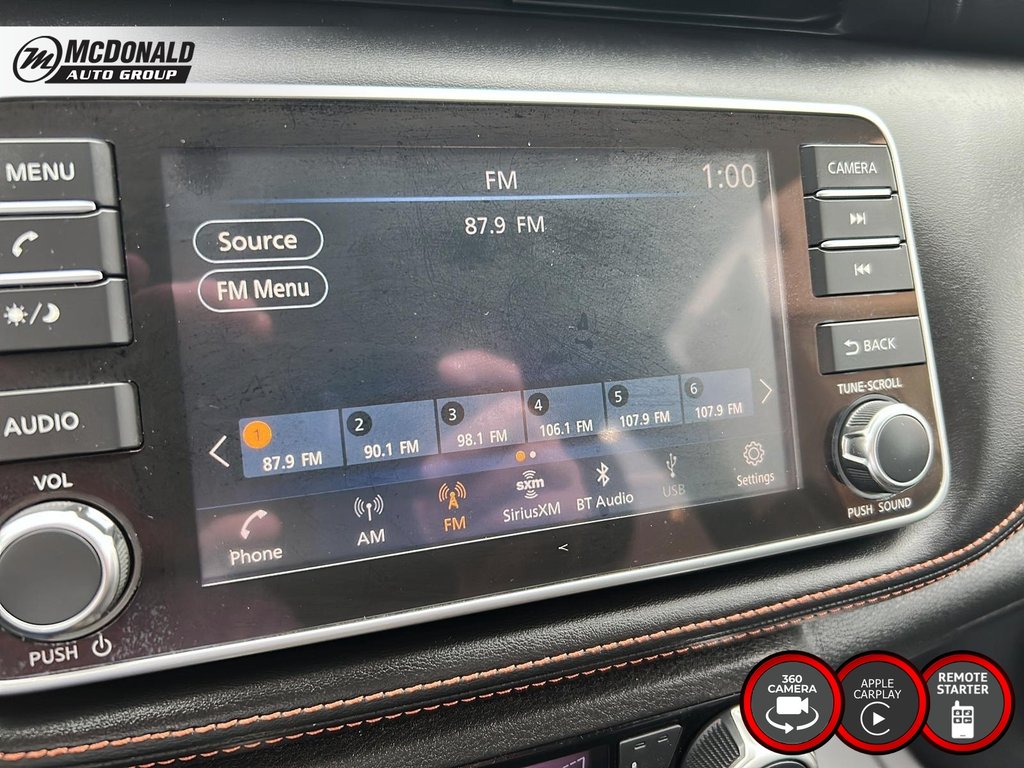 McDONALD
AUTO GROUP
MENU
AUDIO
VOL
PUSH
FM
1:00
87.9 FM
Source
FM Menu
1
87.9 FM
2
90.1 FM
3
98.1 FM
4
106.1 FM
5
107.9 FM
6
107.9 FM
Phone
AM
FM
sxm
SiriusXM
BT Audio
USB
Settings
CAMERA
BACK
TUNE·SCROLL
PUSH SOUND
360
CAMERA
APPLE
CARPLAY
REMOTE
STARTER